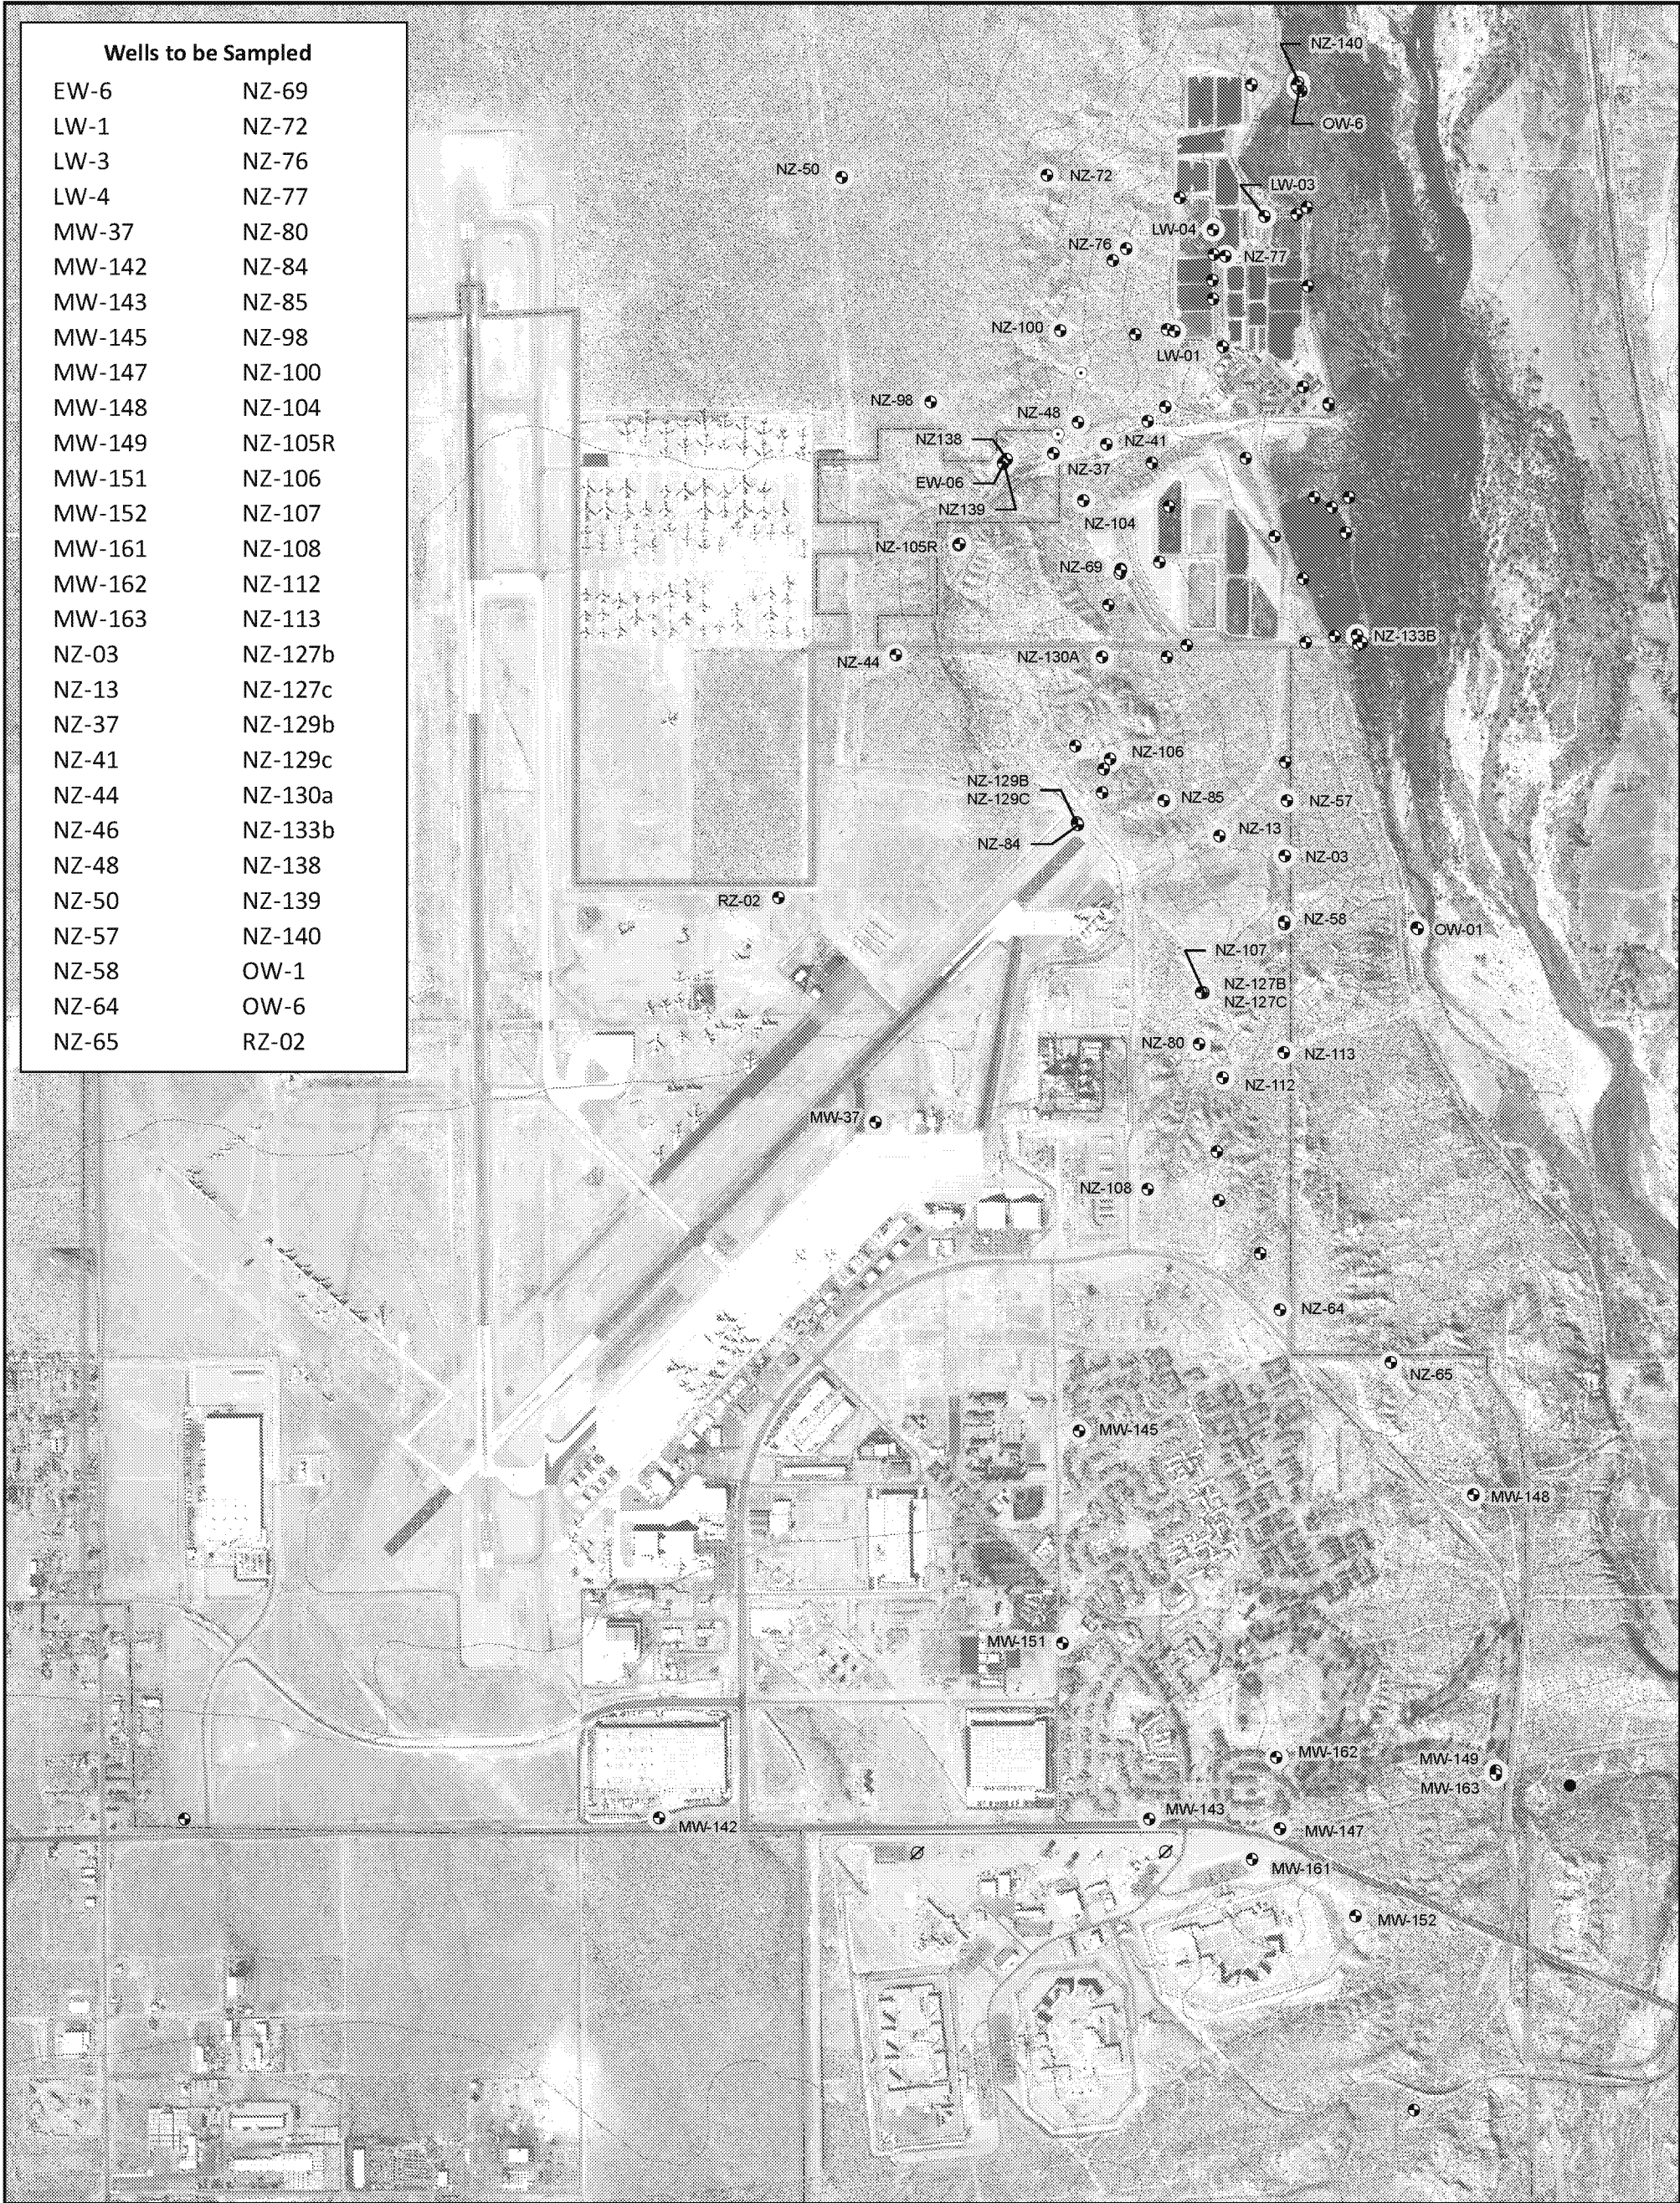 Wells to be Sampled
EW-6 NZ-69
LW-1 NZ-72
LW-3 NZ-76
LW-4 NZ-77
MW-37 NZ-80
MW-142 NZ-84
MW-143 NZ-85
MW-145 NZ-98
MW-147 NZ-100
MW-148 NZ-104
MW-149 NZ-105R
MW-151 NZ-106
MW-152 NZ-107
MW-161 NZ-108
MW-162 NZ-112
MW-163 NZ-113
NZ-03 NZ-127b
NZ-13 NZ-127c
NZ-37 NZ-129b
NZ-41 NZ-129c
NZ-44 NZ-130a
NZ-46 NZ-133b
NZ-48 NZ-138
NZ-50 NZ-139
NZ-57 NZ-140
NZ-58 OW-1
NZ-64 OW-6
NZ-65 RZ-02
NZ-140
OW-6
NZ-50
NZ-72
LW-03
LW-04
NZ-76
NZ-77
NZ-100
LW-01
NZ-98
NZ-48
NZ138
NZ-41
NZ-37
EW-06
NZ139
NZ-104
NZ-105R
NZ-69
NZ-133B
NZ-44
NZ-130A
NZ-106
NZ-129B
NZ-129C
NZ-85
NZ-57
NZ-13
NZ-84
NZ-03
RZ-02
NZ-58
OW-01
NZ-107
NZ-127B
NZ-127C
NZ-80
NZ-113
NZ-112
MW-37
NZ-108
NZ-64
NZ-65
MW-145
MW-148
MW-151
MW-162
MW-149
MW-163
MW-143
MW-142
MW-147
MW-161
MW-152